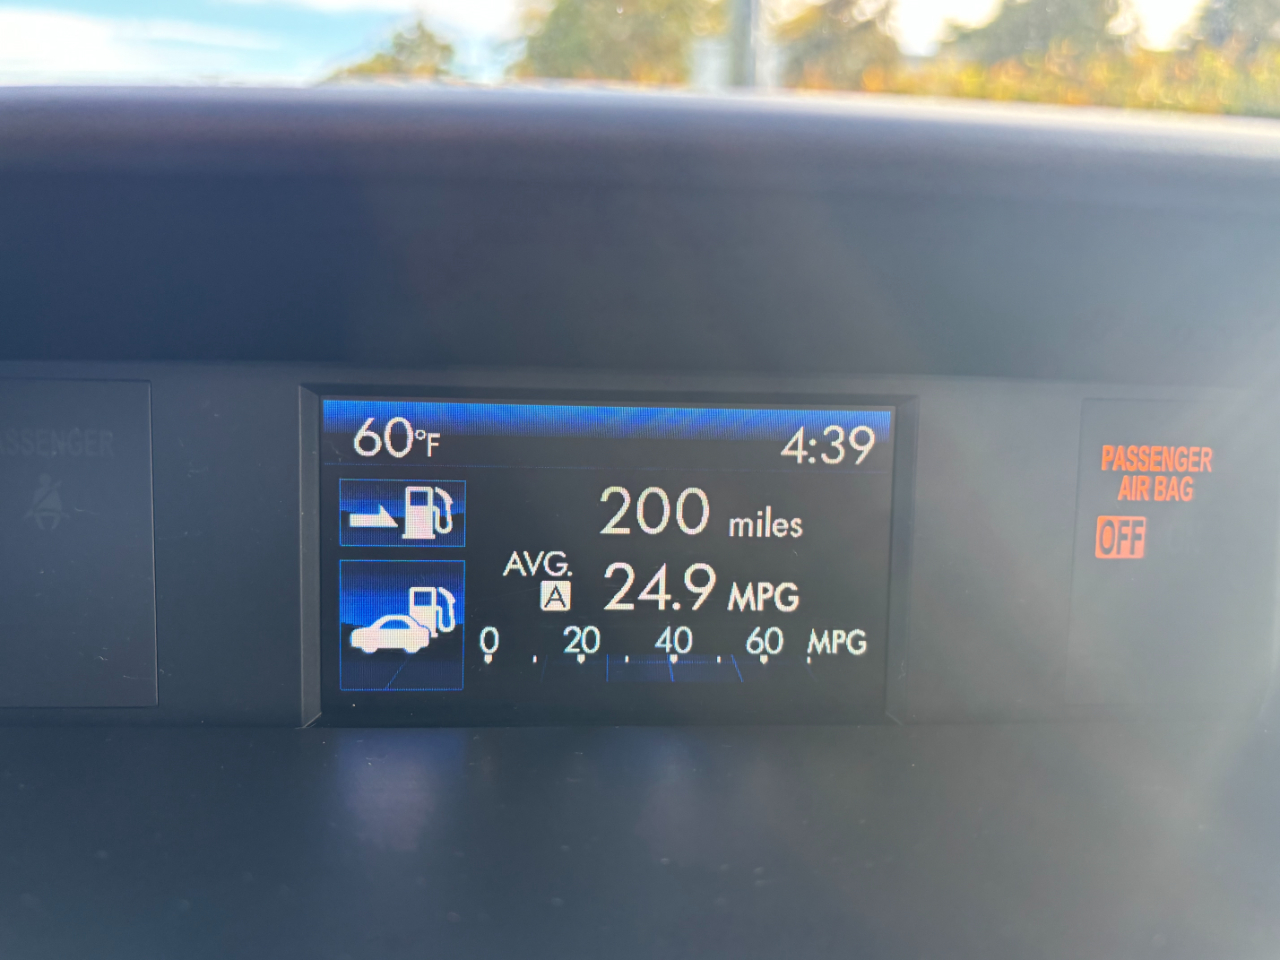 60°F 4:39
200 miles
AVG.
A 24.9 MPG
0 20 40 60 MPG
PASSENGER
AIR BAG
OFF